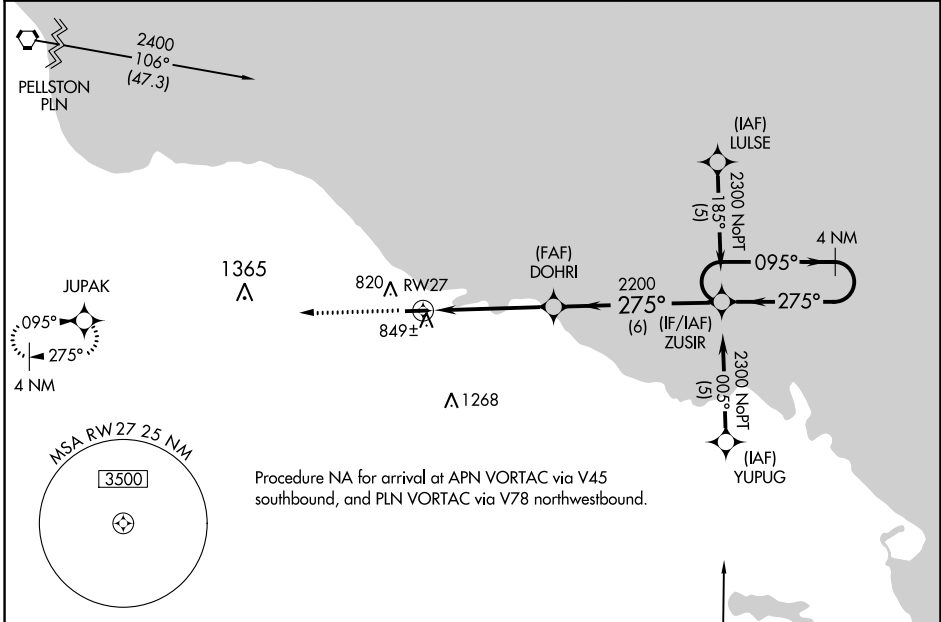 2400
106°
(47.3)
PELLSTON
PLN
(IAF)
LULSE
2300 NoPT
185°
(5)
4 NM
095°
275°
(FAF)
DOHRI
2200
275°
(6)
(IF/IAF)
ZUSIR
1365
820
RW27
849±
JUPAK
095°
275°
4 NM
1268
2300 NoPT
005°
(5)
(IAF)
YUPUG
MSA RW27 25 NM
3500
Procedure NA for arrival at APN VORTAC via V45
southbound, and PLN VORTAC via V78 northwestbound.